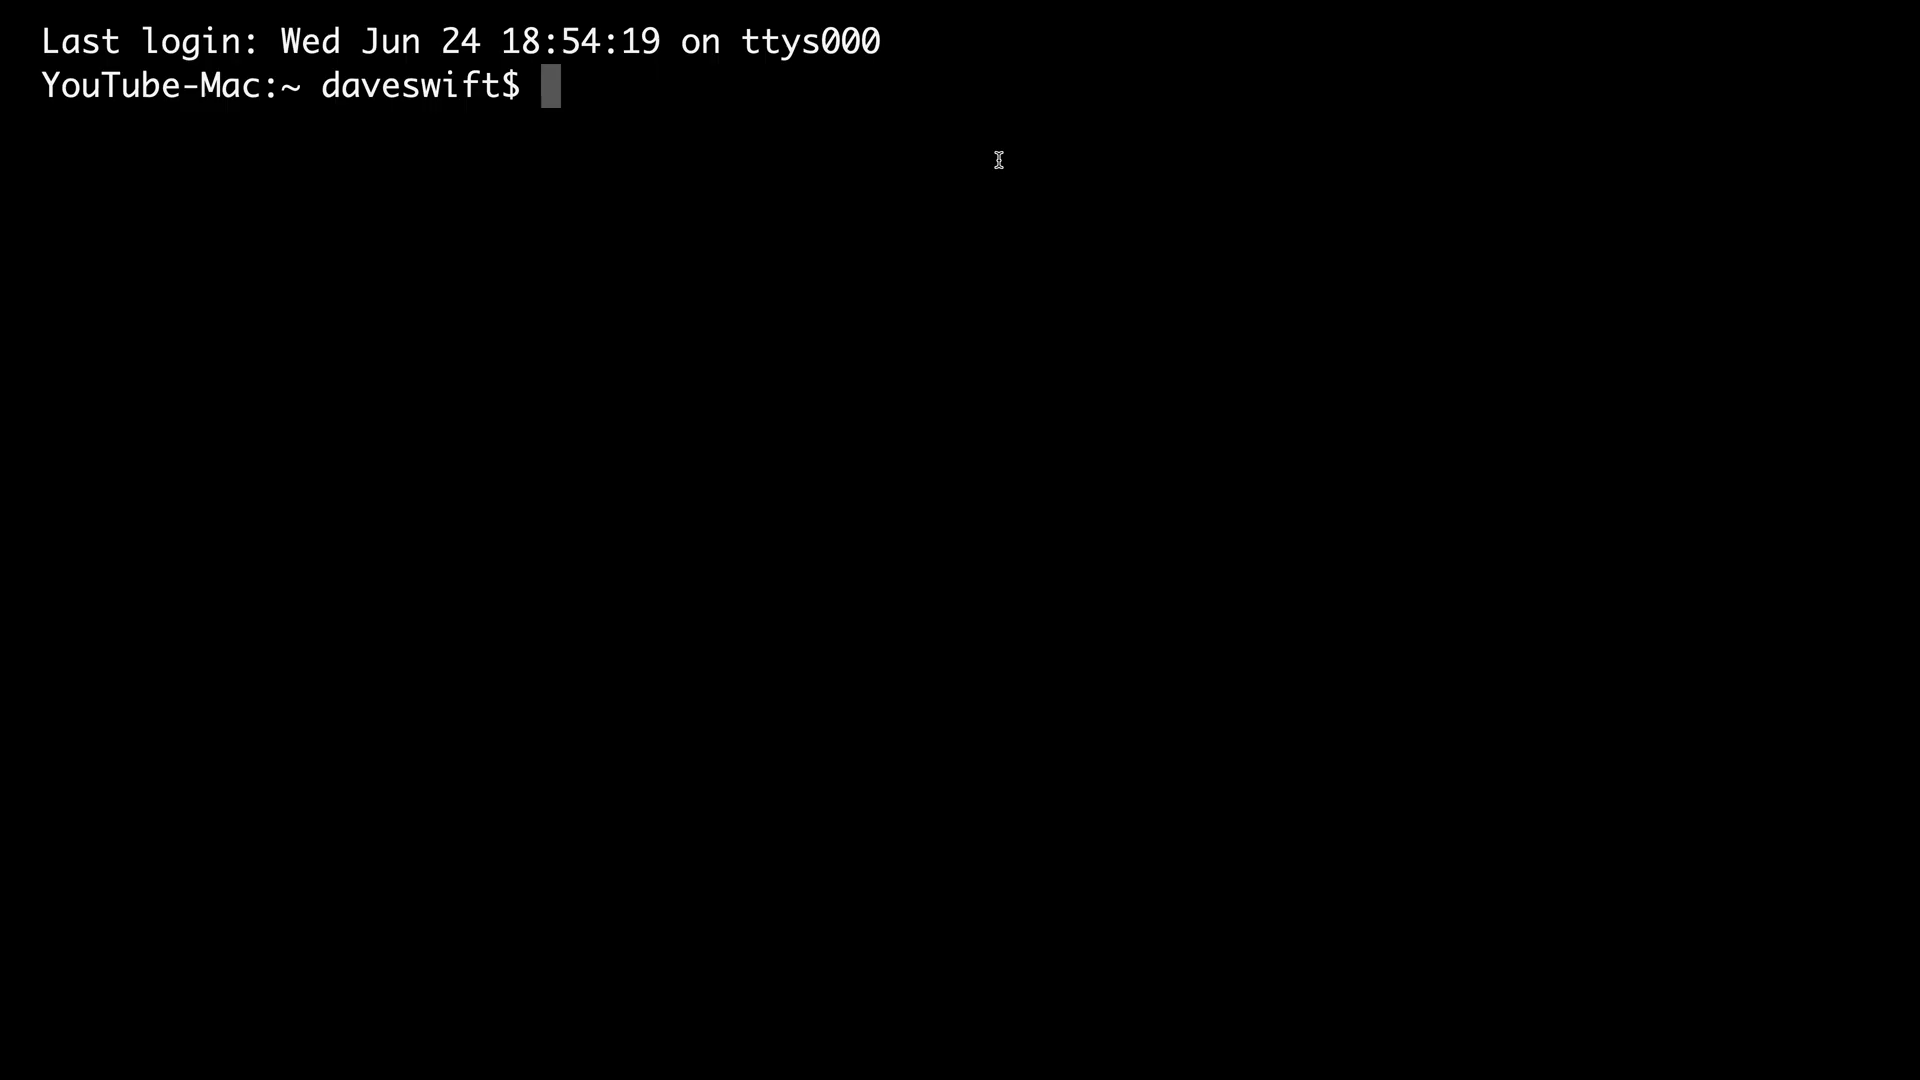 Last login: Wed Jun 24 18:54:19 on ttys000
YouTube-Mac:~ daveswift$